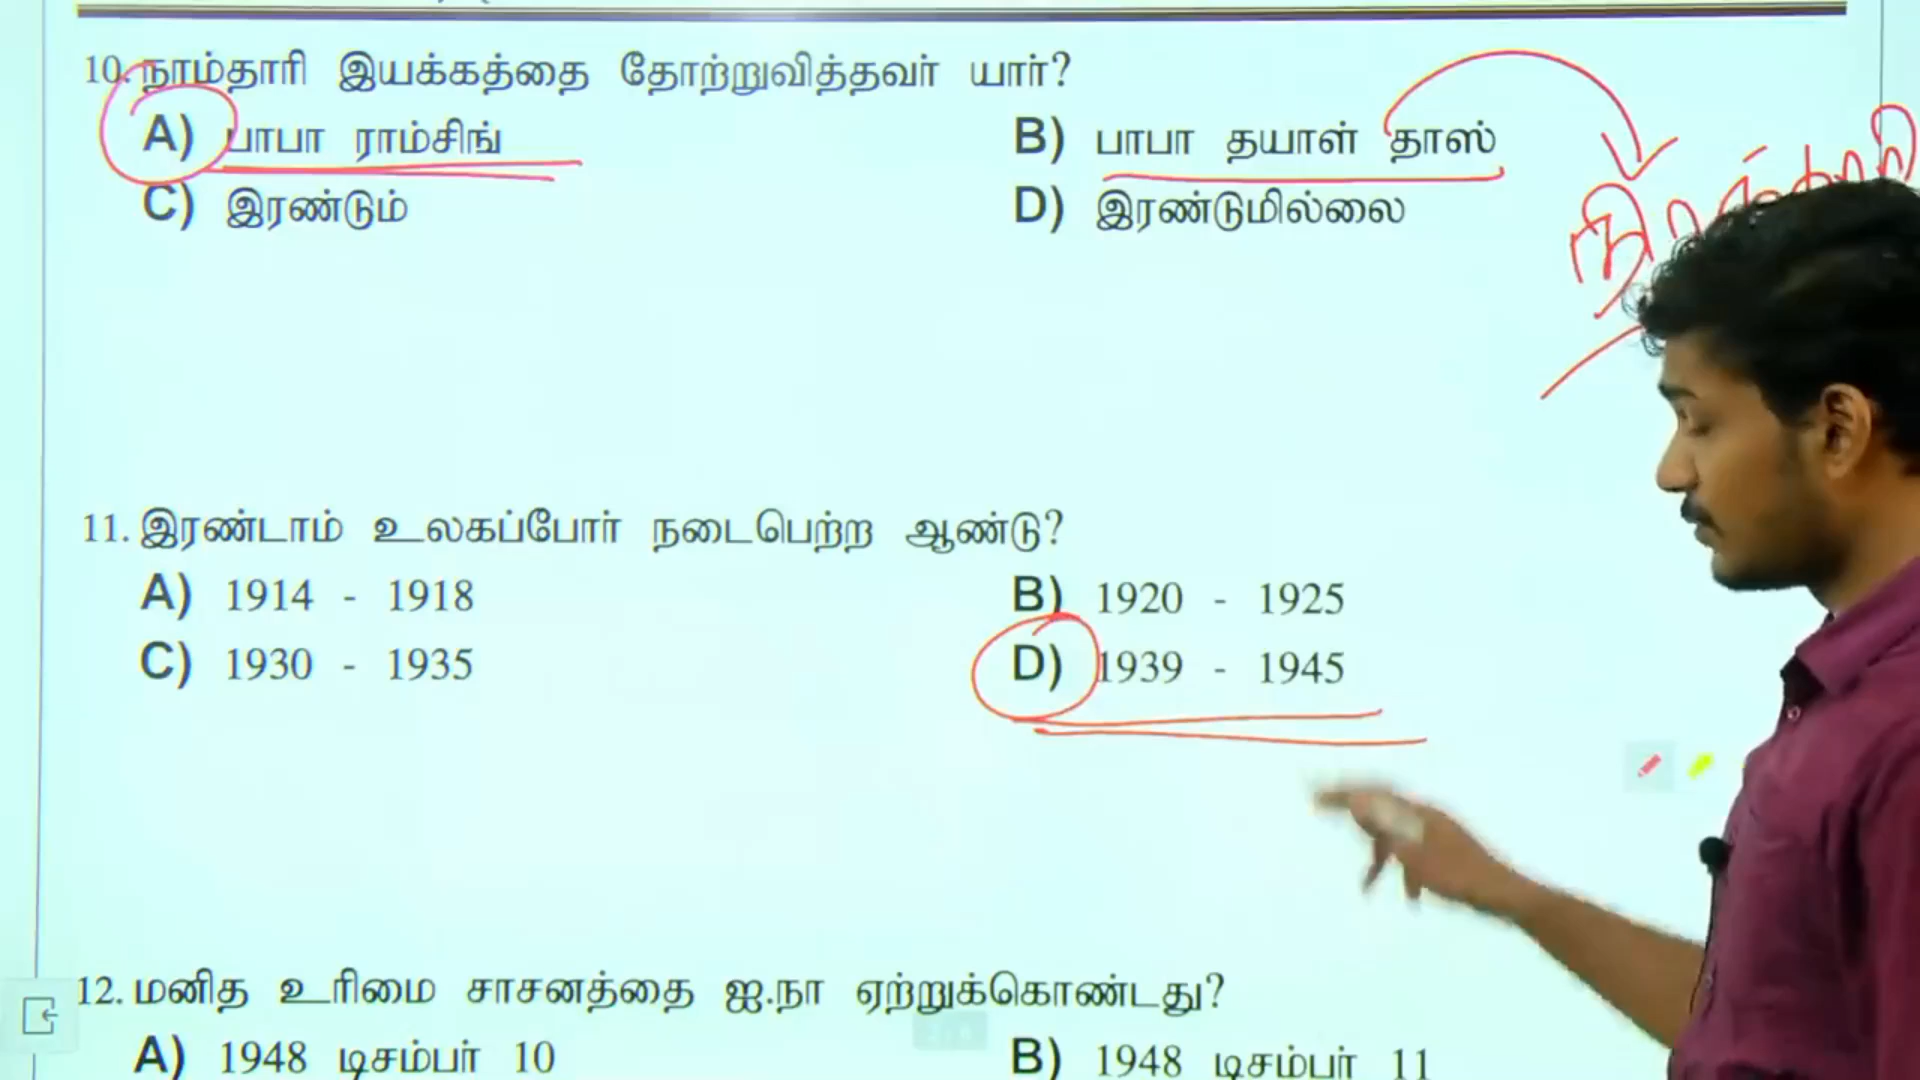 10. நாம்தாரி இயக்கத்தை தோற்றுவித்தவர் யார்?
A) பாபா ராம்சிங்
B) பாபா தயாள் தாஸ்
C) இரண்டும்
D) இரண்டுமில்லை
11. இரண்டாம் உலகப்போர் நடைபெற்ற ஆண்டு?
A) 1914 - 1918
B) 1920 - 1925
C) 1930 - 1935
D) 1939 - 1945
12. மனித உரிமை சாசனத்தை ஐ.நா ஏற்றுக்கொண்டது?
A) 1948 டிசம்பர் 10
B) 1948 டிசம்பர் 11